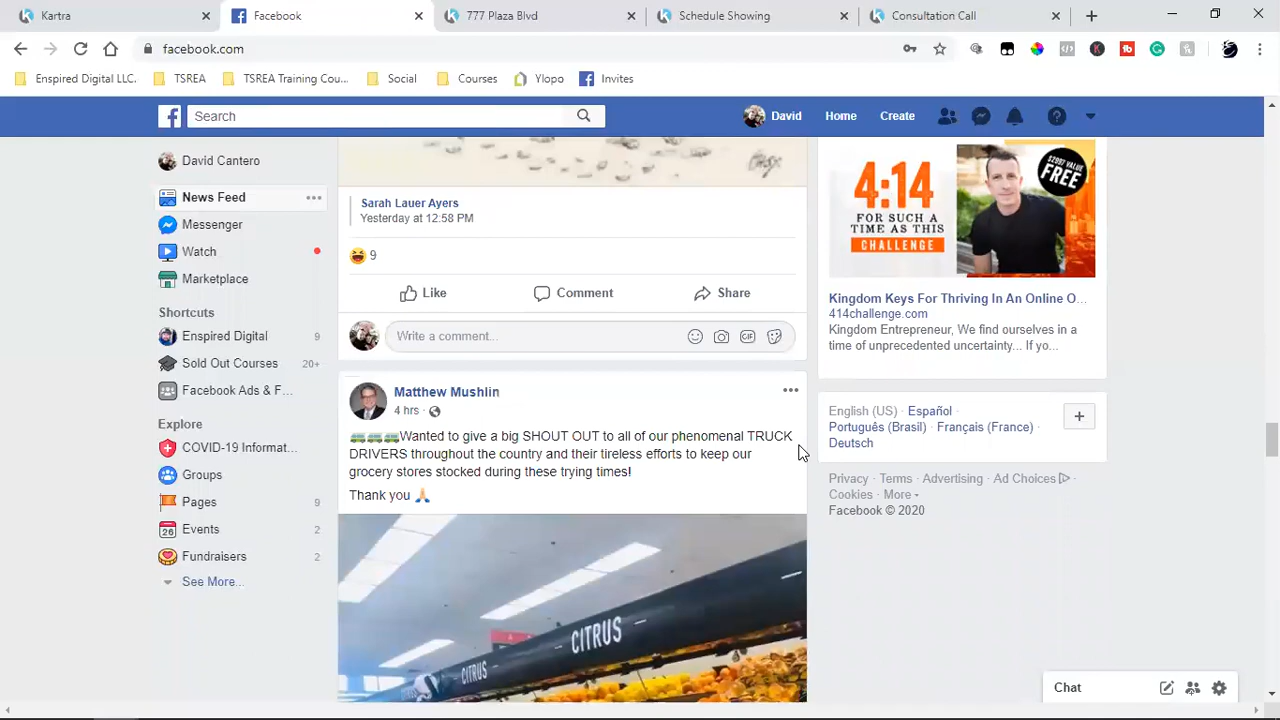 Kartra
Facebook
777 Plaza Blvd
Schedule Showing
Consultation Call
facebook.com
Enspired Digital LLC.
TSREA
TSREA Training Cou...
Social
Courses
Ylopo
Invites
Search
David
Home
Create
David Cantero
News Feed
Messenger
Watch
Marketplace
Shortcuts
Enspired Digital 9
Sold Out Courses 20+
Facebook Ads & F...
Explore
COVID-19 Informat...
Groups
Pages 9
Events 2
Fundraisers 2
See More...
Sarah Lauer Ayers
Yesterday at 12:58 PM
9
Like Comment Share
Write a comment...
GIF
Matthew Mushlin
4 hrs ·
Wanted to give a big SHOUT OUT to all of our phenomenal TRUCK
DRIVERS throughout the country and their tireless efforts to keep our
grocery stores stocked during these trying times!
Thank you 🙏
CITRUS
CITRUS
4:14
FOR SUCH A
TIME AS THIS
CHALLENGE
$2997 VALUE
FREE
Kingdom Keys For Thriving In An Online O...
414challenge.com
Kingdom Entrepreneur, We find ourselves in a
time of unprecedented uncertainty... If yo...
English (US) · Español ·
Português (Brasil) · Français (France) ·
Deutsch
Privacy · Terms · Advertising · Ad Choices ·
Cookies · More
Facebook © 2020
Chat